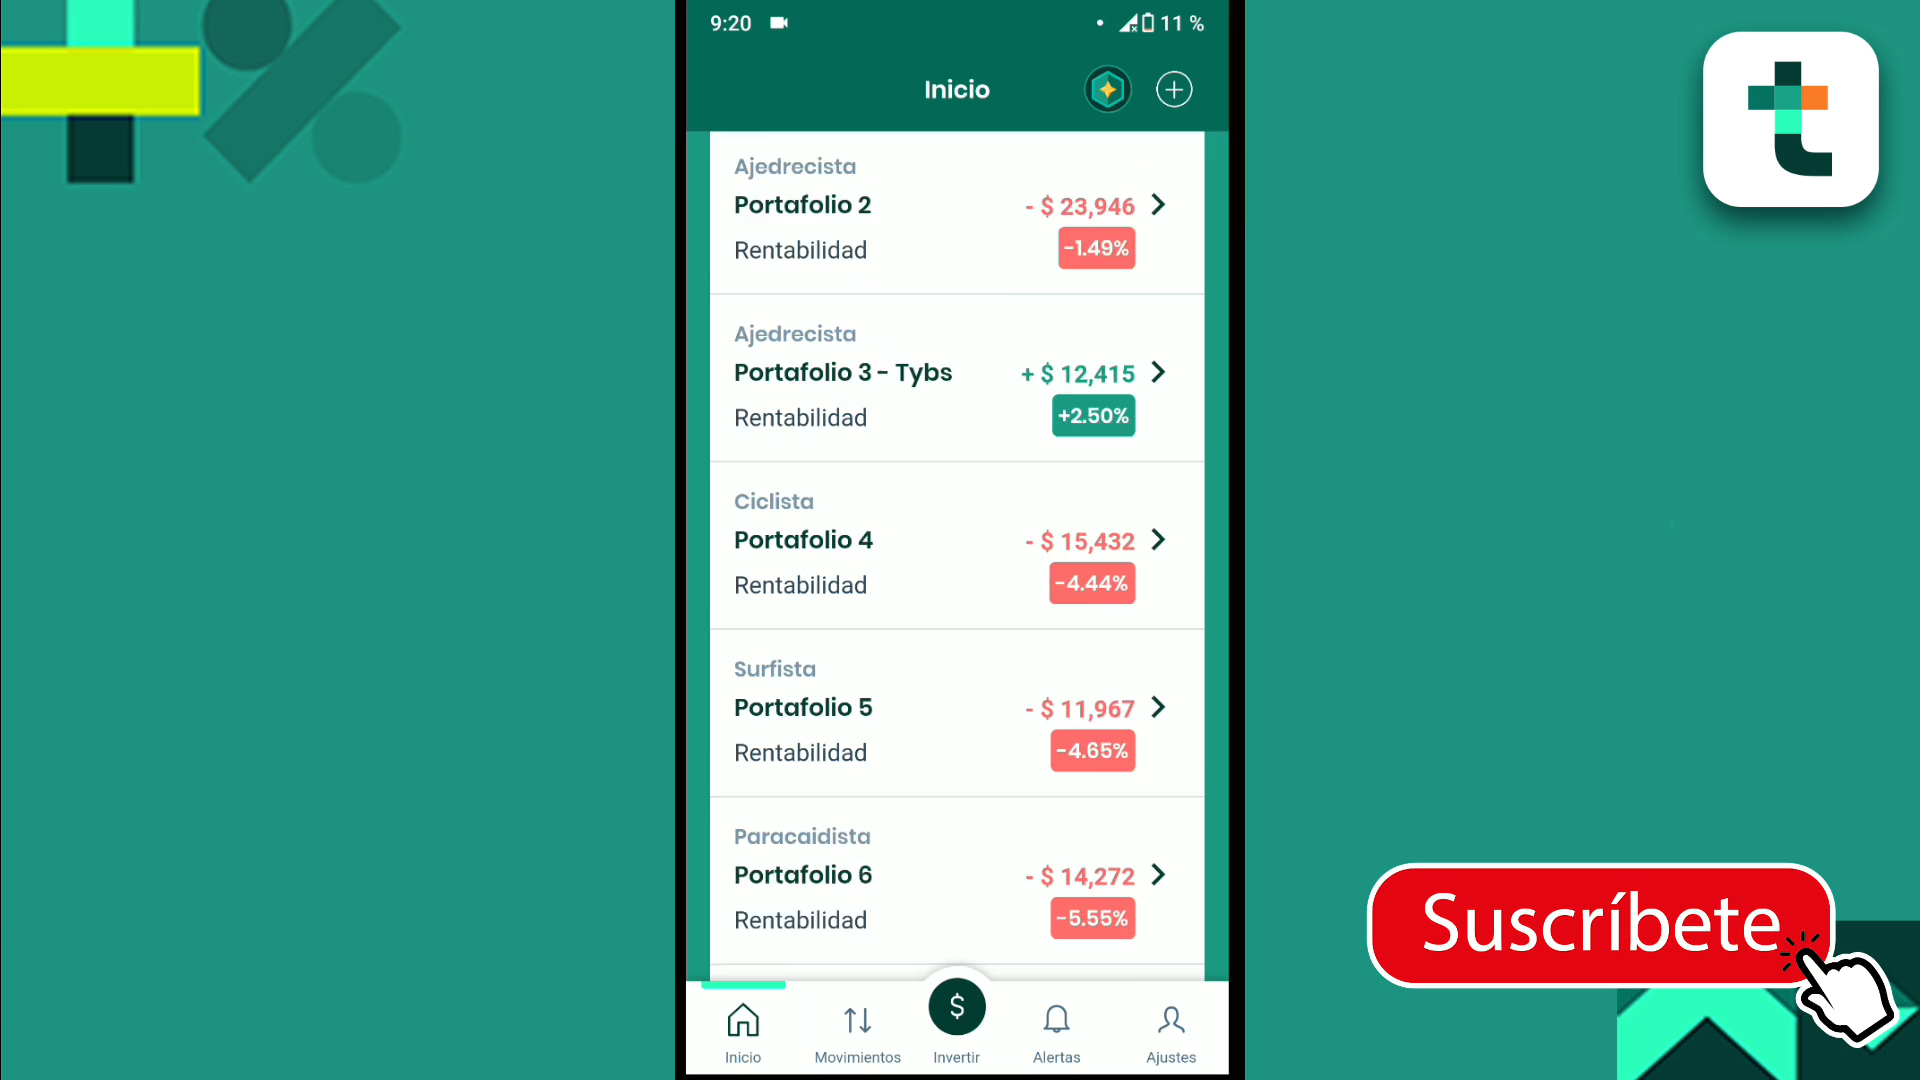 9:20
11 %
Inicio
Ajedrecista
Portafolio 2
- $ 23,946
Rentabilidad
-1.49%
Ajedrecista
Portafolio 3 - Tybs
+ $ 12,415
Rentabilidad
+2.50%
Ciclista
Portafolio 4
- $ 15,432
Rentabilidad
-4.44%
Surfista
Portafolio 5
- $ 11,967
Rentabilidad
-4.65%
Paracaidista
Portafolio 6
- $ 14,272
Rentabilidad
-5.55%
Inicio
Movimientos
$
Invertir
Alertas
Ajustes
t
Suscríbete